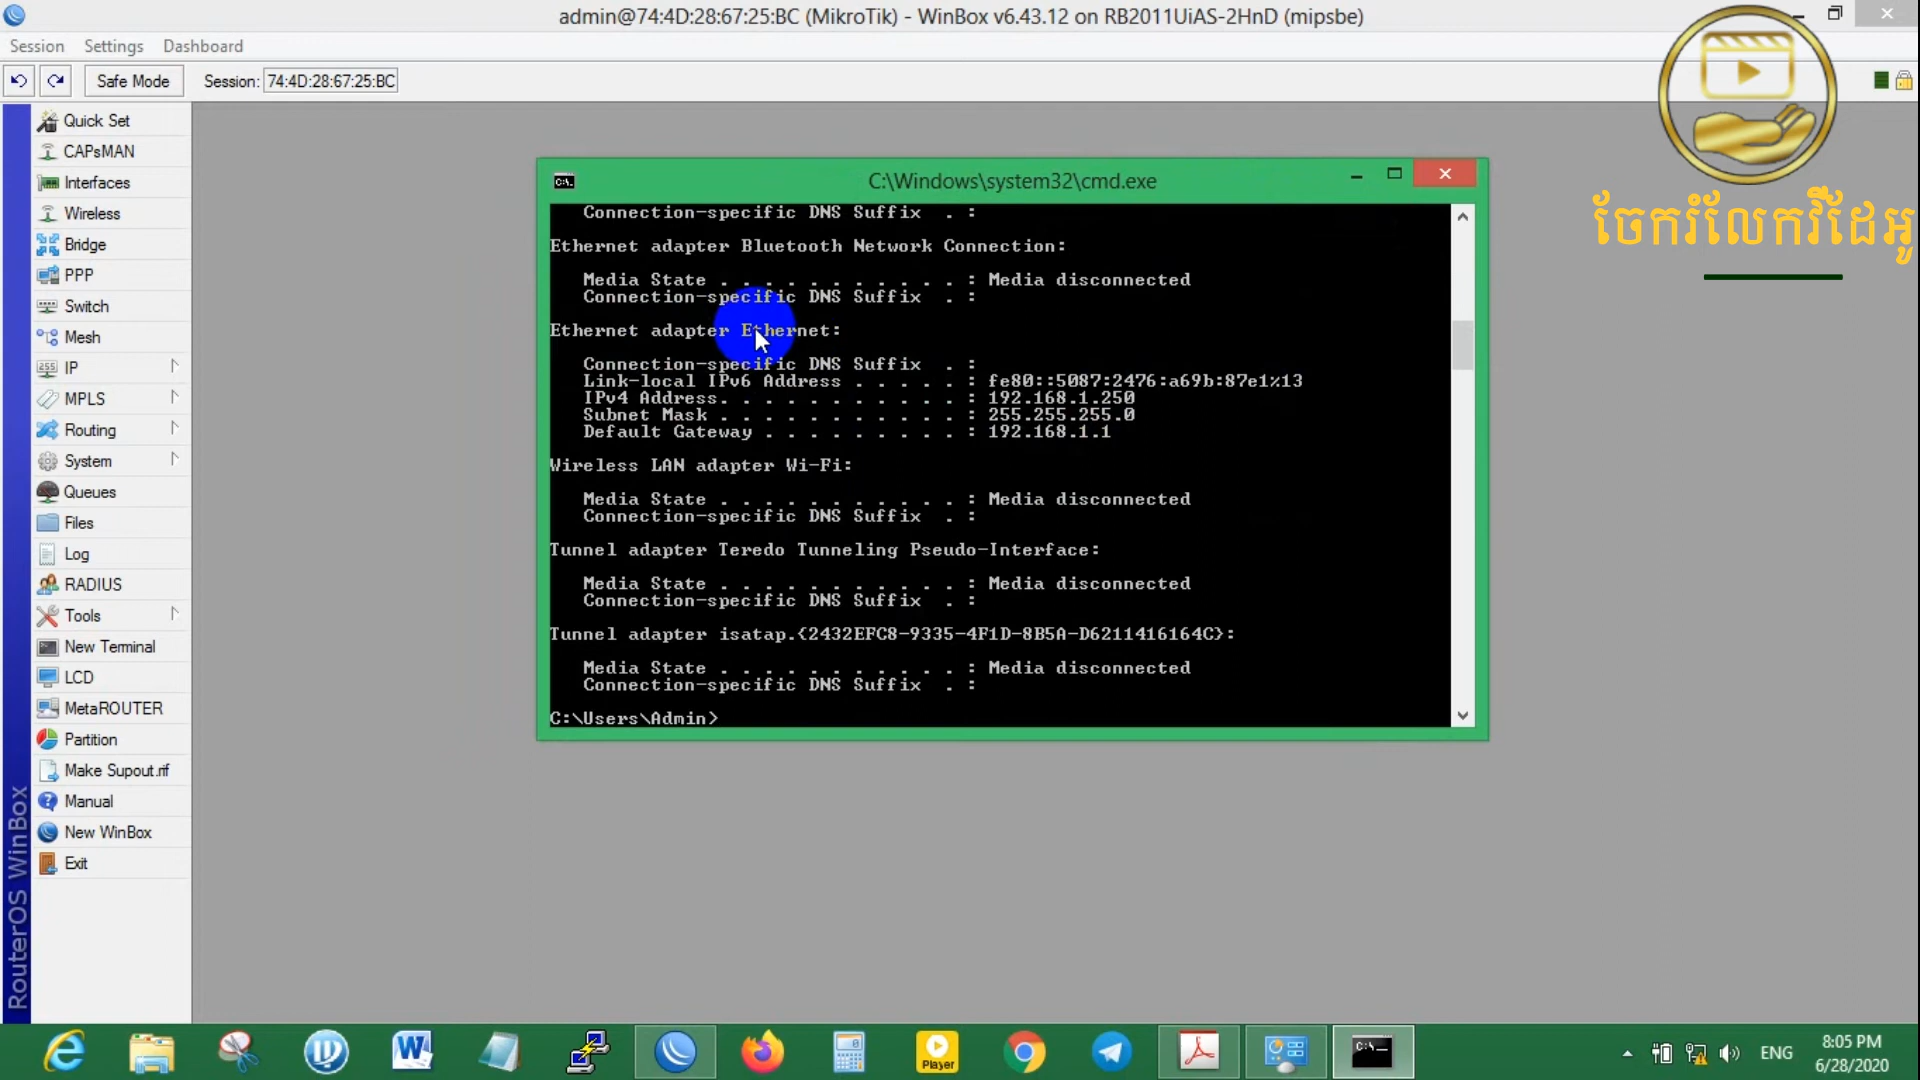 admin@74:4D:28:67:25:BC (MikroTik) - WinBox v6.43.12 on RB2011UiAS-2HnD (mipsbe)
Session Settings Dashboard
Safe Mode Session: 74:4D:28:67:25:BC
Quick Set
CAPsMAN
Interfaces
Wireless
Bridge
PPP
Switch
Mesh
IP
MPLS
Routing
System
Queues
Files
Log
RADIUS
Tools
New Terminal
LCD
MetaROUTER
Partition
Make Supout.rif
Manual
New WinBox
Exit
RouterOS WinBox
C:\Windows\system32\cmd.exe
Connection-specific DNS Suffix . :
Ethernet adapter Bluetooth Network Connection:
Media State . . . . . . . . . . . : Media disconnected
Connection-specific DNS Suffix . :
Ethernet adapter Ethernet:
Connection-specific DNS Suffix . :
Link-local IPv6 Address . . . . . : fe80::5087:2476:a69b:87e1%13
IPv4 Address. . . . . . . . . . . : 192.168.1.250
Subnet Mask . . . . . . . . . . . : 255.255.255.0
Default Gateway . . . . . . . . . : 192.168.1.1
Wireless LAN adapter Wi-Fi:
Media State . . . . . . . . . . . : Media disconnected
Connection-specific DNS Suffix . :
Tunnel adapter Teredo Tunneling Pseudo-Interface:
Media State . . . . . . . . . . . : Media disconnected
Connection-specific DNS Suffix . :
Tunnel adapter isatap.{2432EFC8-9335-4F1D-8B5A-D6211416164C}:
Media State . . . . . . . . . . . : Media disconnected
Connection-specific DNS Suffix . :
C:\Users\Admin>
ចែករំលែកវីដែអូ
Player
ENG
8:05 PM
6/28/2020